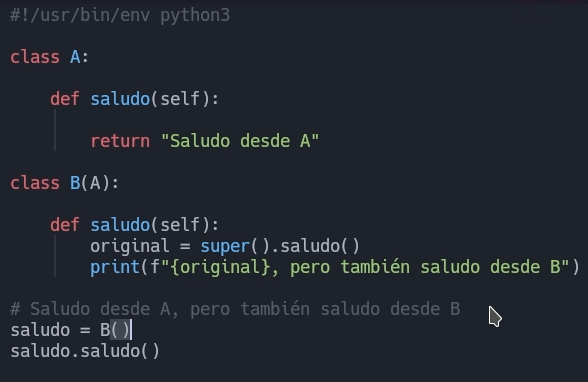 #!/usr/bin/env python3
class A:
    def saludo(self):
        return "Saludo desde A"
class B(A):
    def saludo(self):
        original = super().saludo()
        print(f"{original}, pero también saludo desde B")
# Saludo desde A, pero también saludo desde B
saludo = B()
saludo.saludo()